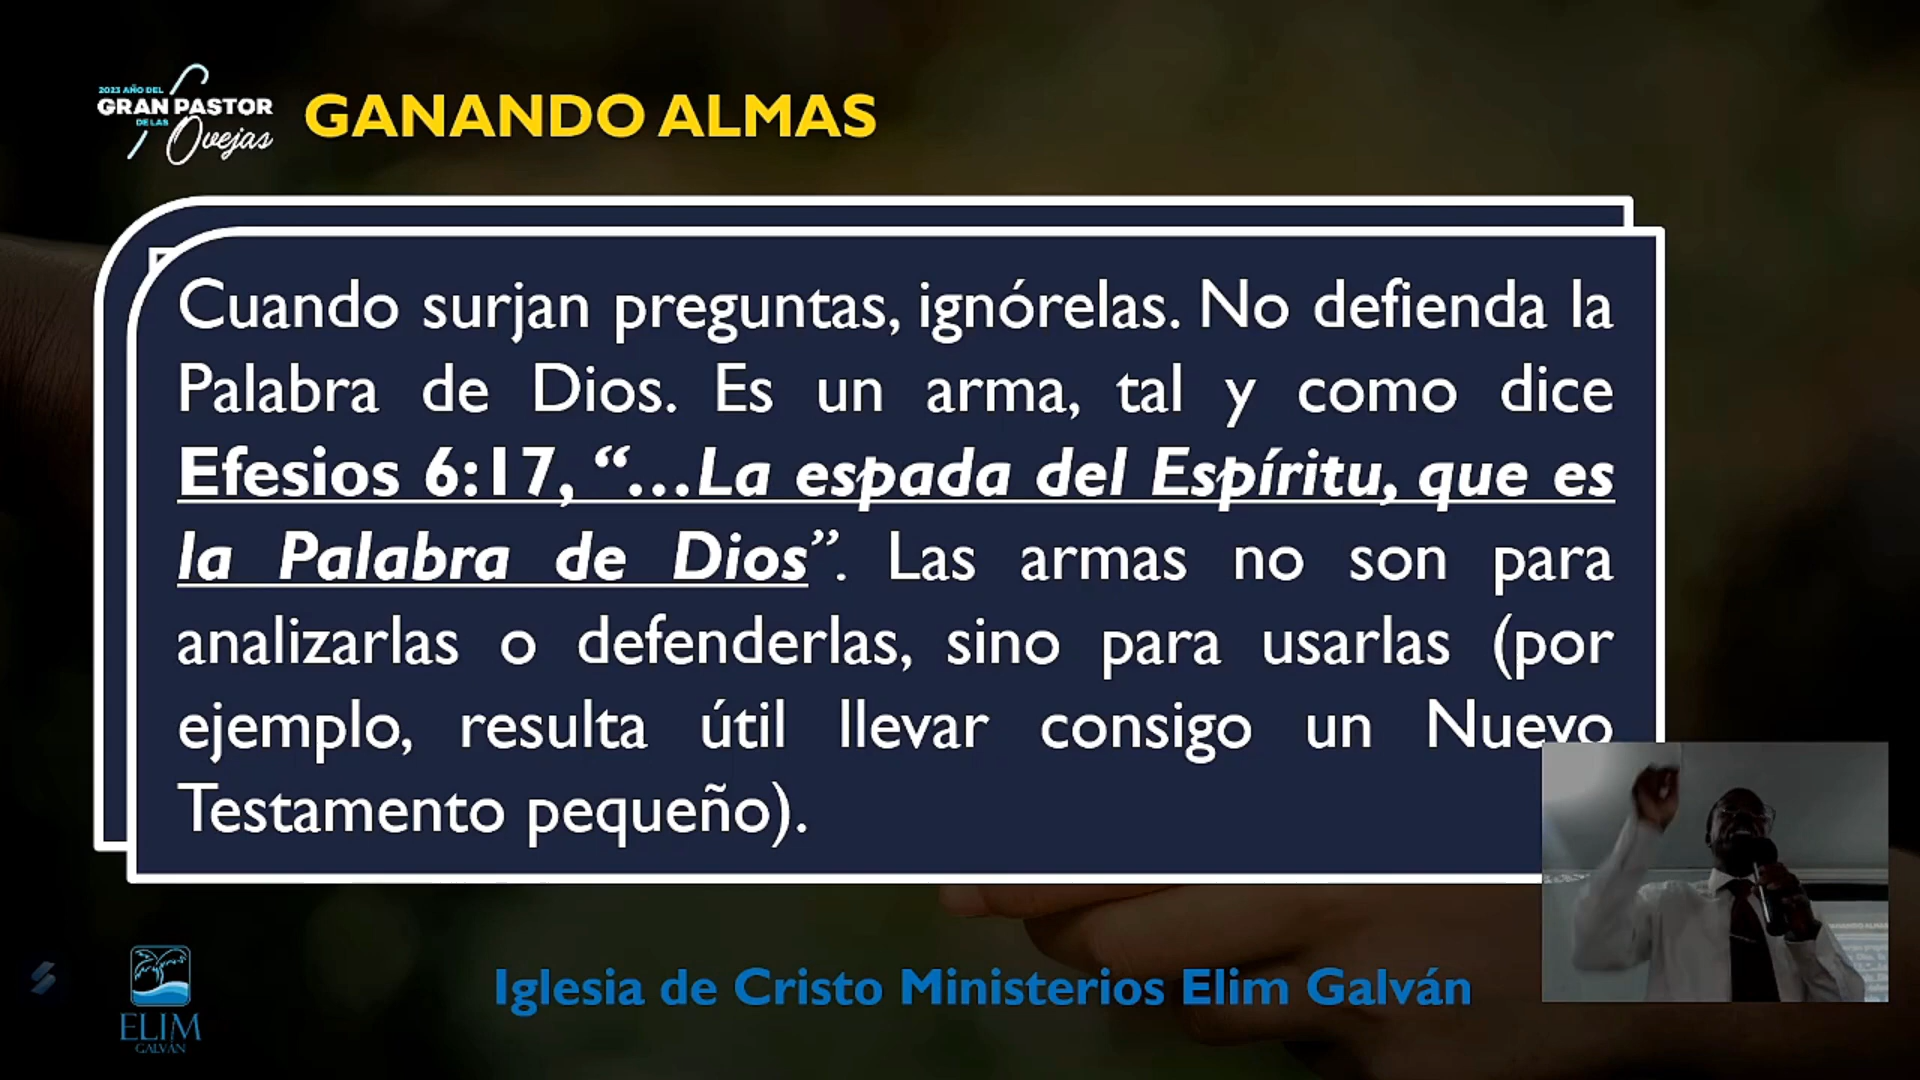 2023 AÑO DEL
GRAN PASTOR
DE LAS
Ovejas
GANANDO ALMAS
Cuando surjan preguntas, ignórelas. No defienda la
Palabra de Dios. Es un arma, tal y como dice
Efesios 6:17, “…La espada del Espíritu, que es
la Palabra de Dios”. Las armas no son para
analizarlas o defenderlas, sino para usarlas (por
ejemplo, resulta útil llevar consigo un Nuevo
Testamento pequeño).
ELIM
GALVÁN
Iglesia de Cristo Ministerios Elim Galván
GANANDO ALMAS